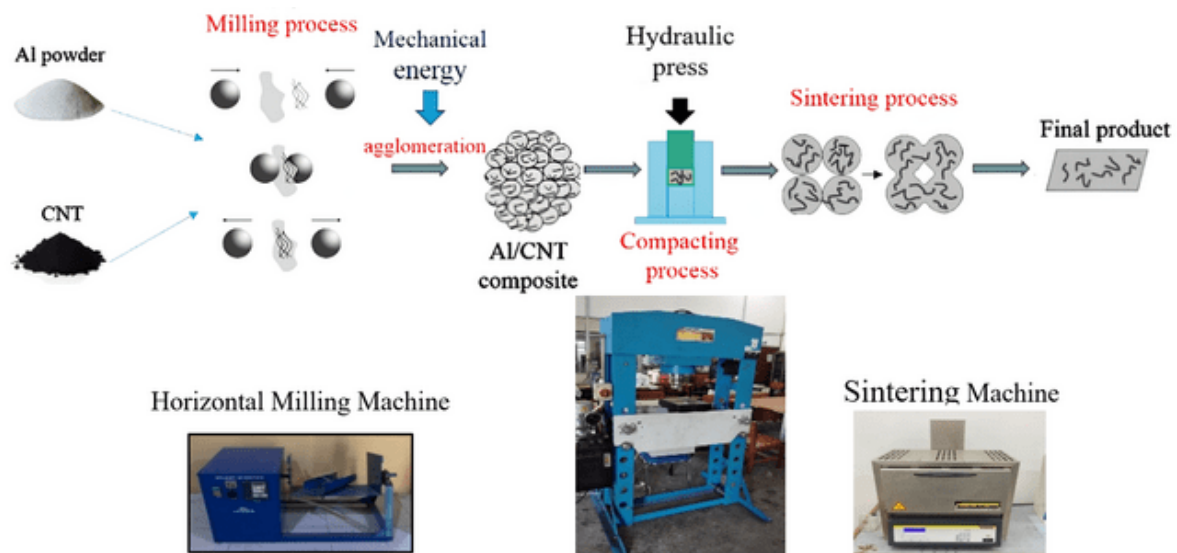 Milling process
Al powder
Mechanical
energy
Hydraulic
press
Sintering process
Final product
agglomeration
CNT
Al/CNT
composite
Compacting
process
Horizontal Milling Machine
Sintering Machine